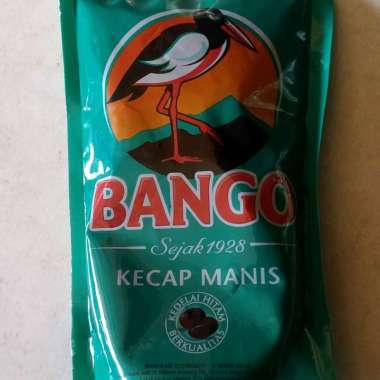 BANGO
Sejak 1928
KECAP MANIS
KEDELAI HITAM
BERKUALITAS